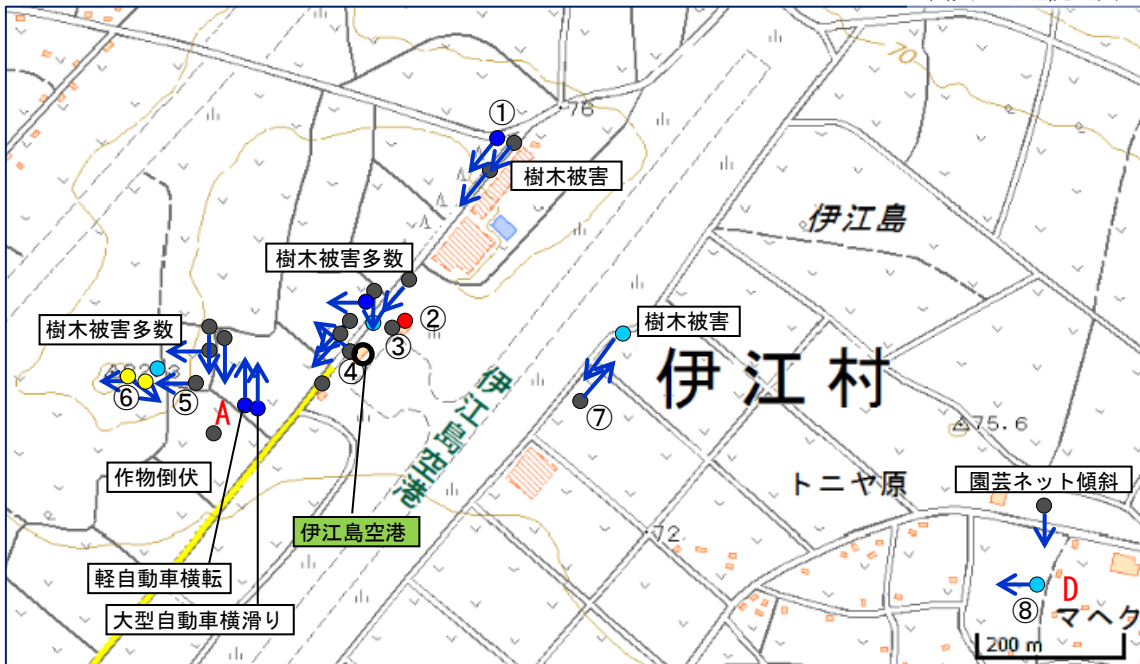 70
①
・76
樹木被害
伊江島
樹木被害多数
②
③
樹木被害
樹木被害多数
④
伊江村
⑥
⑤
伊江島空港
⑦
A
75.6
作物倒伏
トニヤ原
園芸ネット傾斜
伊江島空港
・72
軽自動車横転
D
⑧
大型自動車横滑り
マヘク
200 m